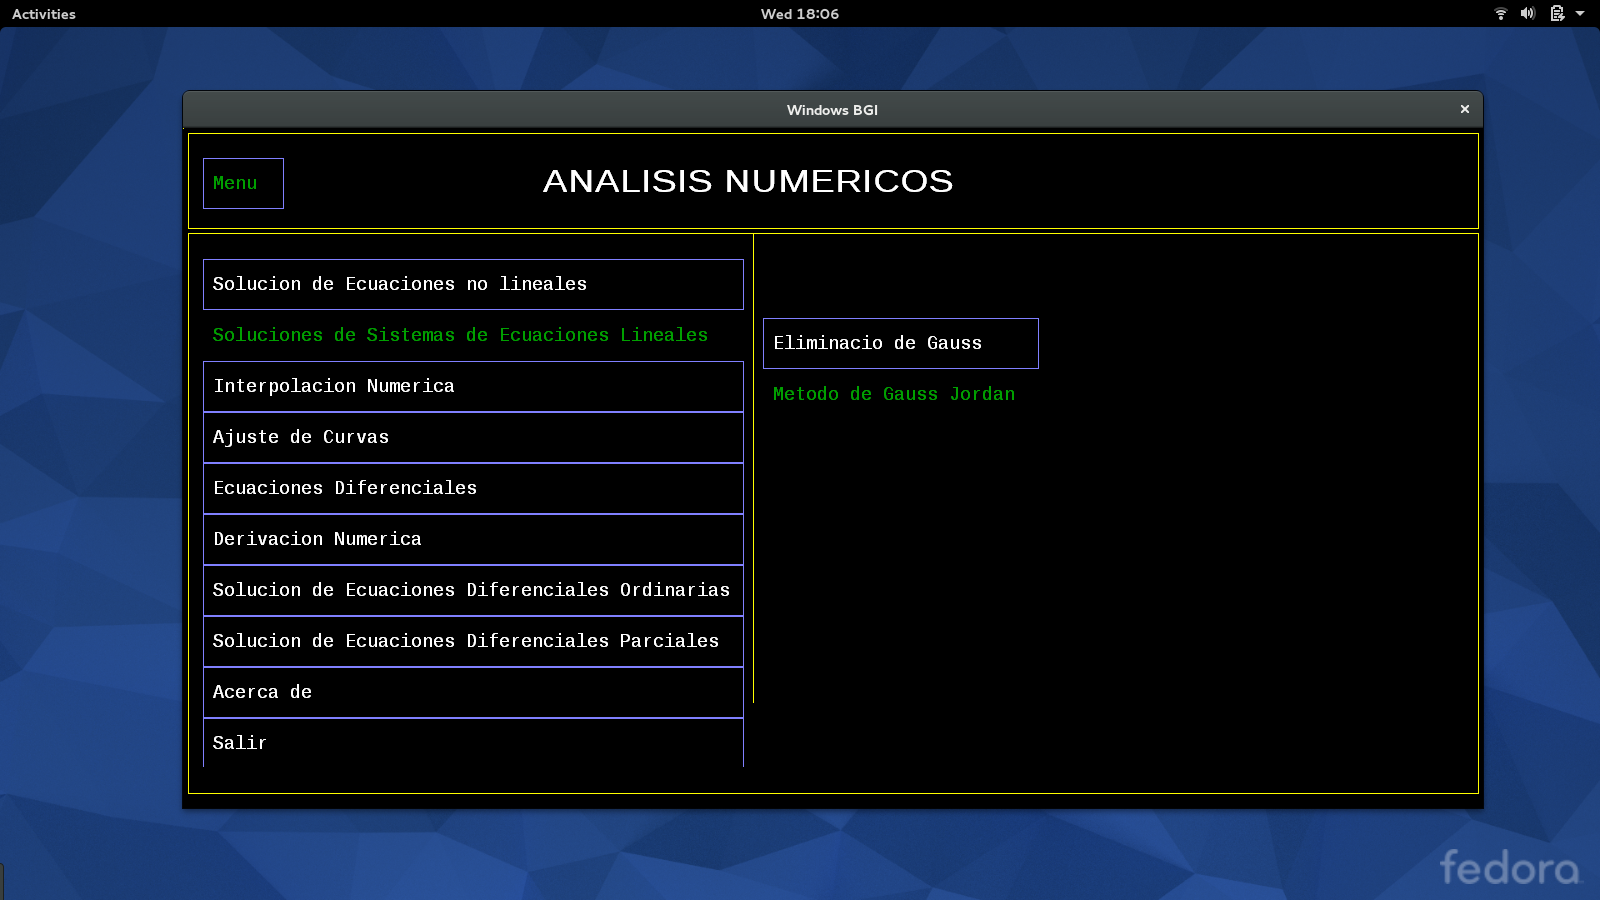 Activities
Wed 18:06
Windows BGI
Menu
ANALISIS NUMERICOS
Solucion de Ecuaciones no lineales
Soluciones de Sistemas de Ecuaciones Lineales
Interpolacion Numerica
Ajuste de Curvas
Ecuaciones Diferenciales
Derivacion Numerica
Solucion de Ecuaciones Diferenciales Ordinarias
Solucion de Ecuaciones Diferenciales Parciales
Acerca de
Salir
Eliminacio de Gauss
Metodo de Gauss Jordan
fedora